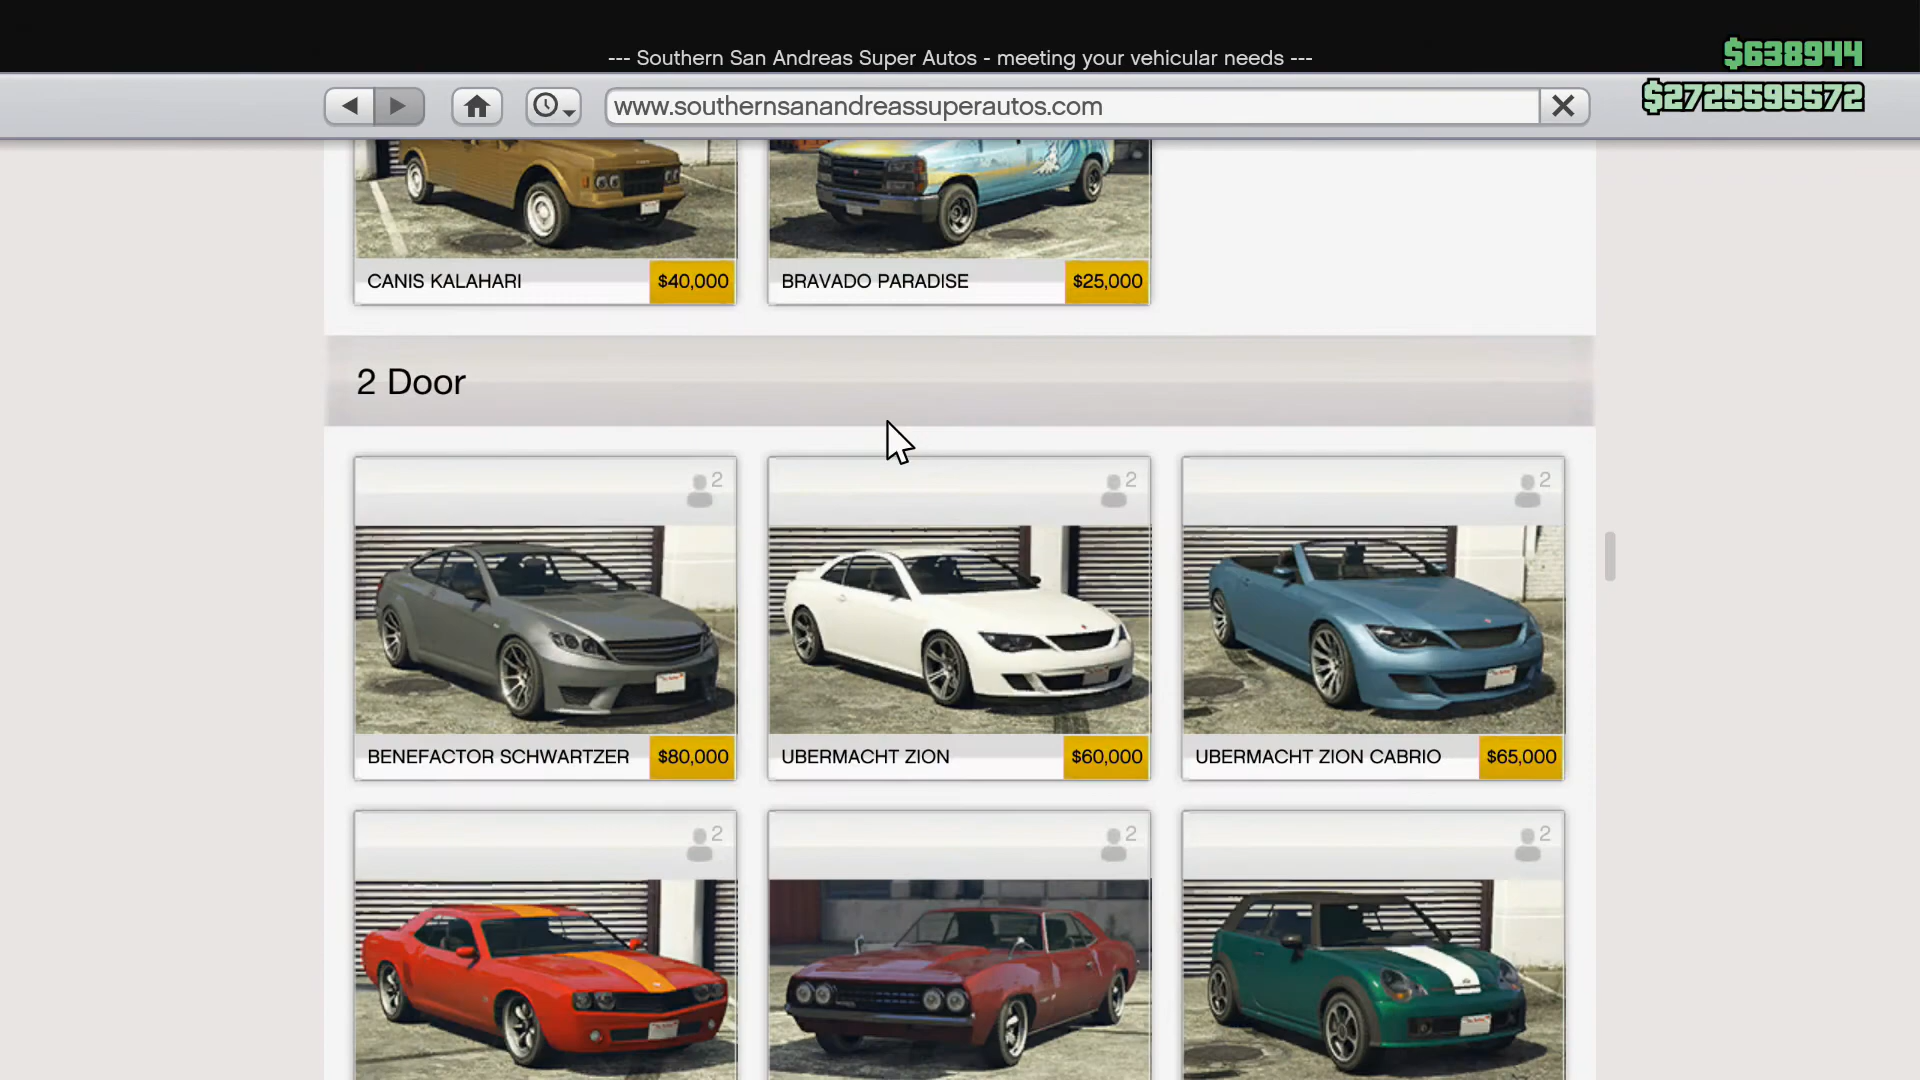 --- Southern San Andreas Super Autos - meeting your vehicular needs ---
$638944
www.southernsanandreassuperautos.com
$2725595572
CANIS KALAHARI $40,000
BRAVADO PARADISE $25,000
2 Door
2
2
2
BENEFACTOR SCHWARTZER $80,000
UBERMACHT ZION $60,000
UBERMACHT ZION CABRIO $65,000
2
2
2